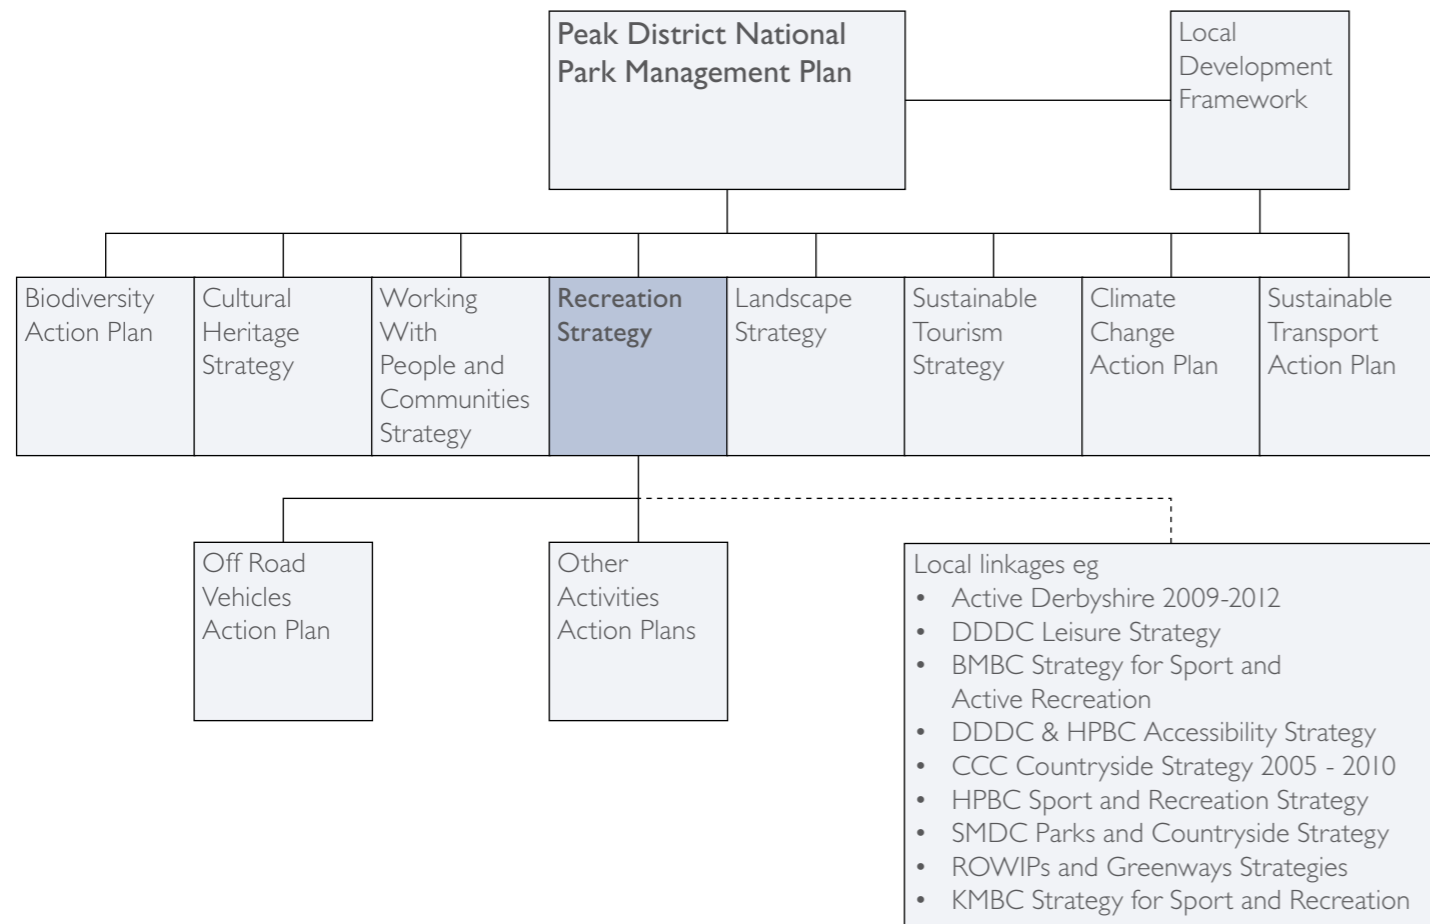 Peak District National
Park Management Plan
Local
Development
Framework
Biodiversity
Action Plan
Cultural
Heritage
Strategy
Working
With
People and
Communities
Strategy
Recreation
Strategy
Landscape
Strategy
Sustainable
Tourism
Strategy
Climate
Change
Action Plan
Sustainable
Transport
Action Plan
Off Road
Vehicles
Action Plan
Other
Activities
Action Plans
Local linkages eg
• Active Derbyshire 2009-2012
• DDDC Leisure Strategy
• BMBC Strategy for Sport and
Active Recreation
• DDDC & HPBC Accessibility Strategy
• CCC Countryside Strategy 2005 - 2010
• HPBC Sport and Recreation Strategy
• SMDC Parks and Countryside Strategy
• ROWIPs and Greenways Strategies
• KMBC Strategy for Sport and Recreation